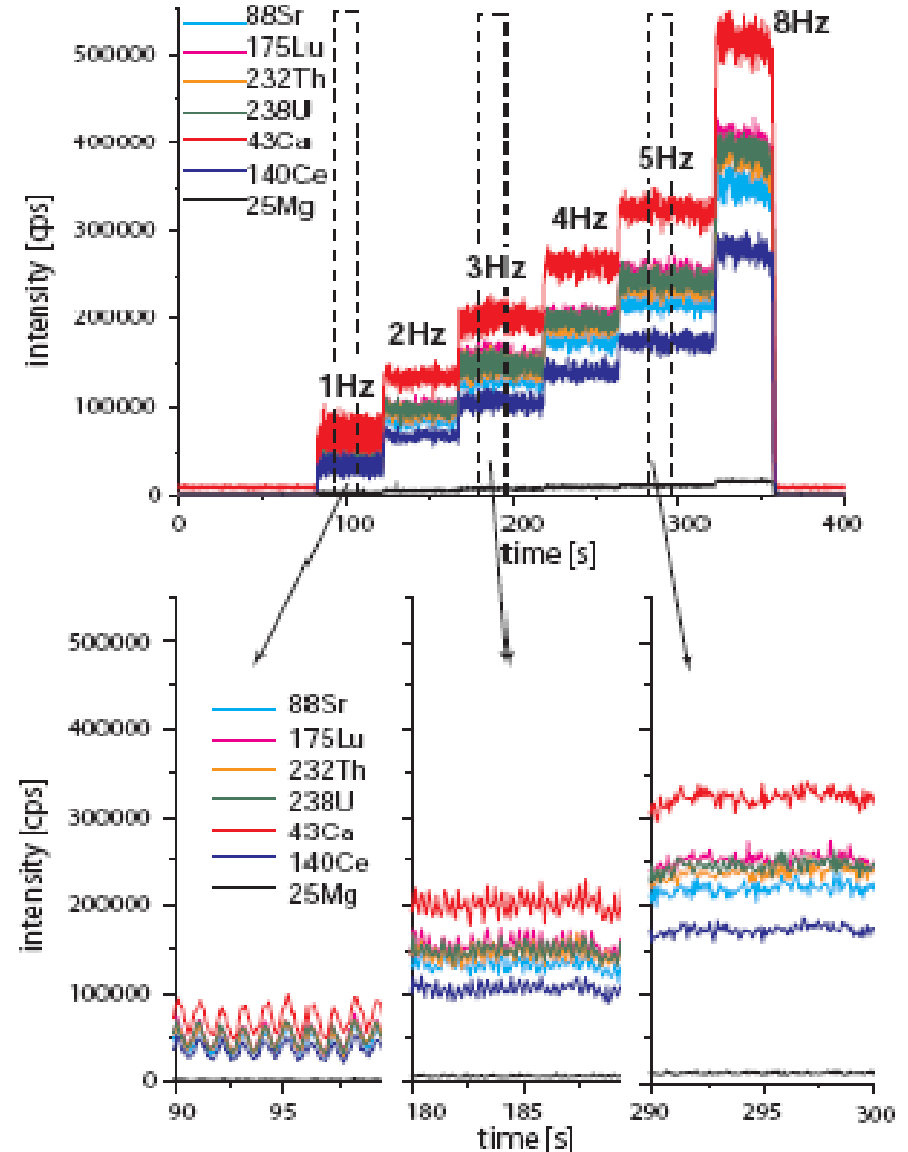 88Sr
175Lu
232Th
238U
43Ca
140Ce
25Mg
8Hz
5Hz
4Hz
3Hz
2Hz
1Hz
intensity [cps]
500000
400000
300000
200000
100000
0
0 100 200 300 400
time [s]
intensity [cps]
500000
400000
300000
200000
100000
0
88Sr
175Lu
232Th
238U
43Ca
140Ce
25Mg
90 95 180 185 290 295 300
time [s]